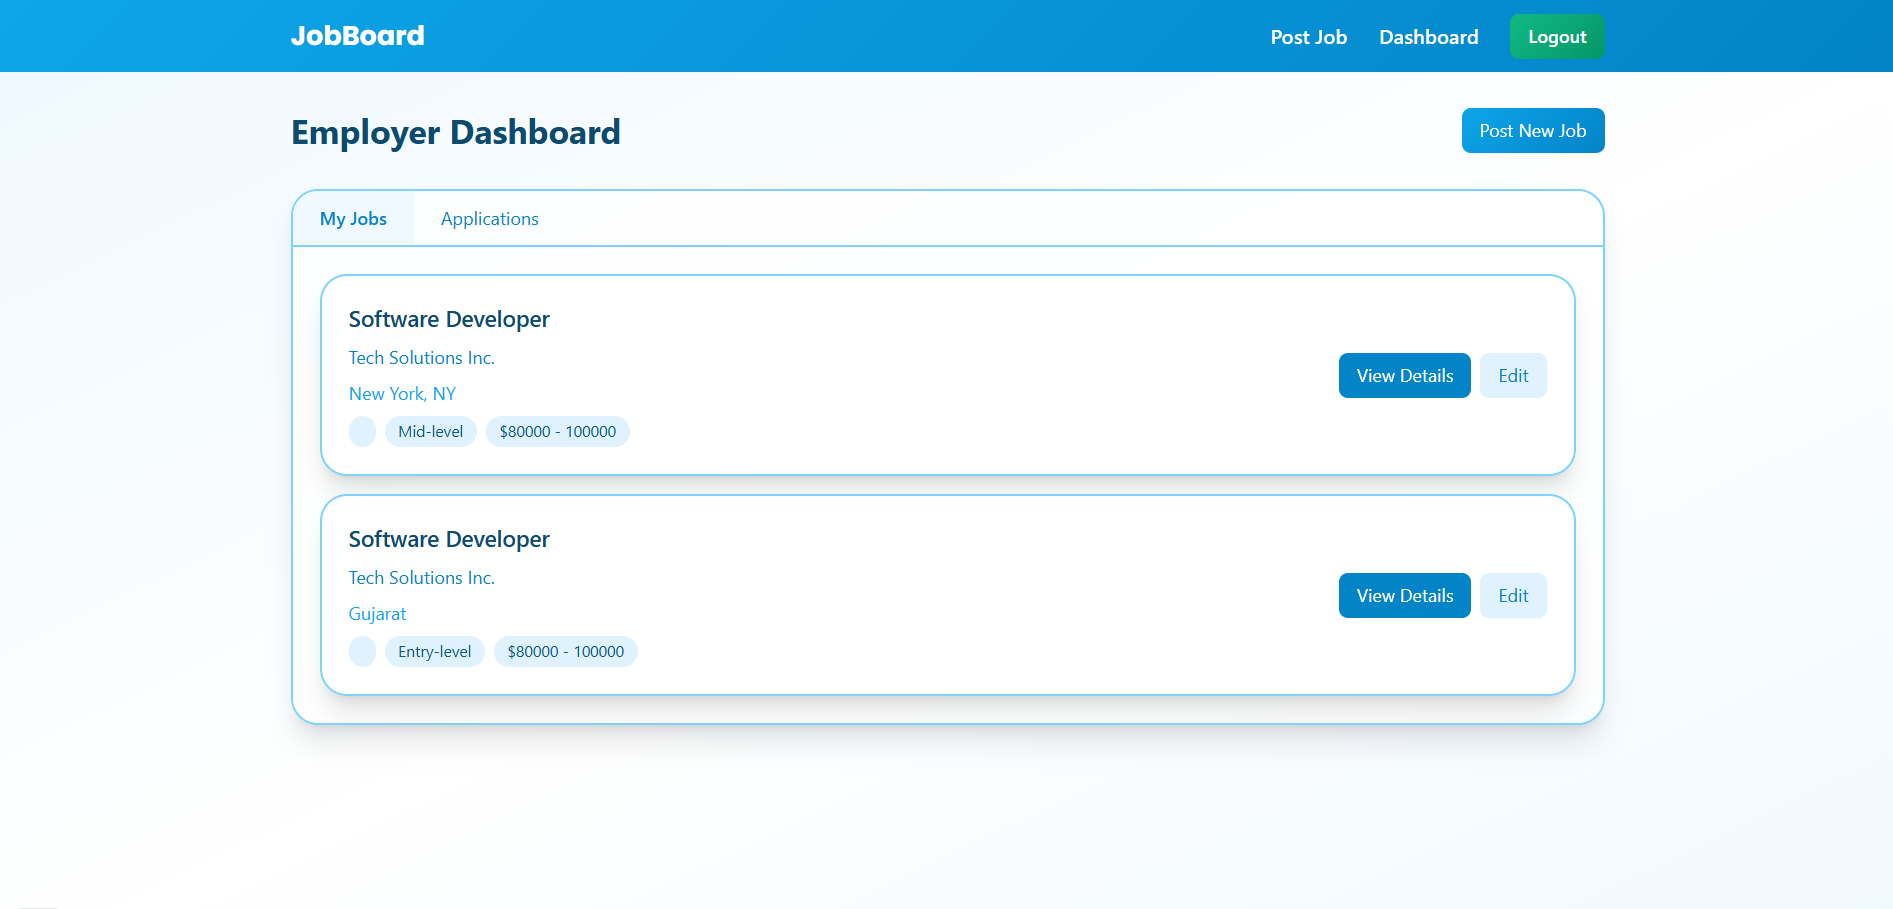 JobBoard
Post Job
Dashboard
Logout
Employer Dashboard
Post New Job
My Jobs
Applications
Software Developer
Tech Solutions Inc.
New York, NY
Mid-level
$80000 - 100000
View Details
Edit
Software Developer
Tech Solutions Inc.
Gujarat
Entry-level
$80000 - 100000
View Details
Edit